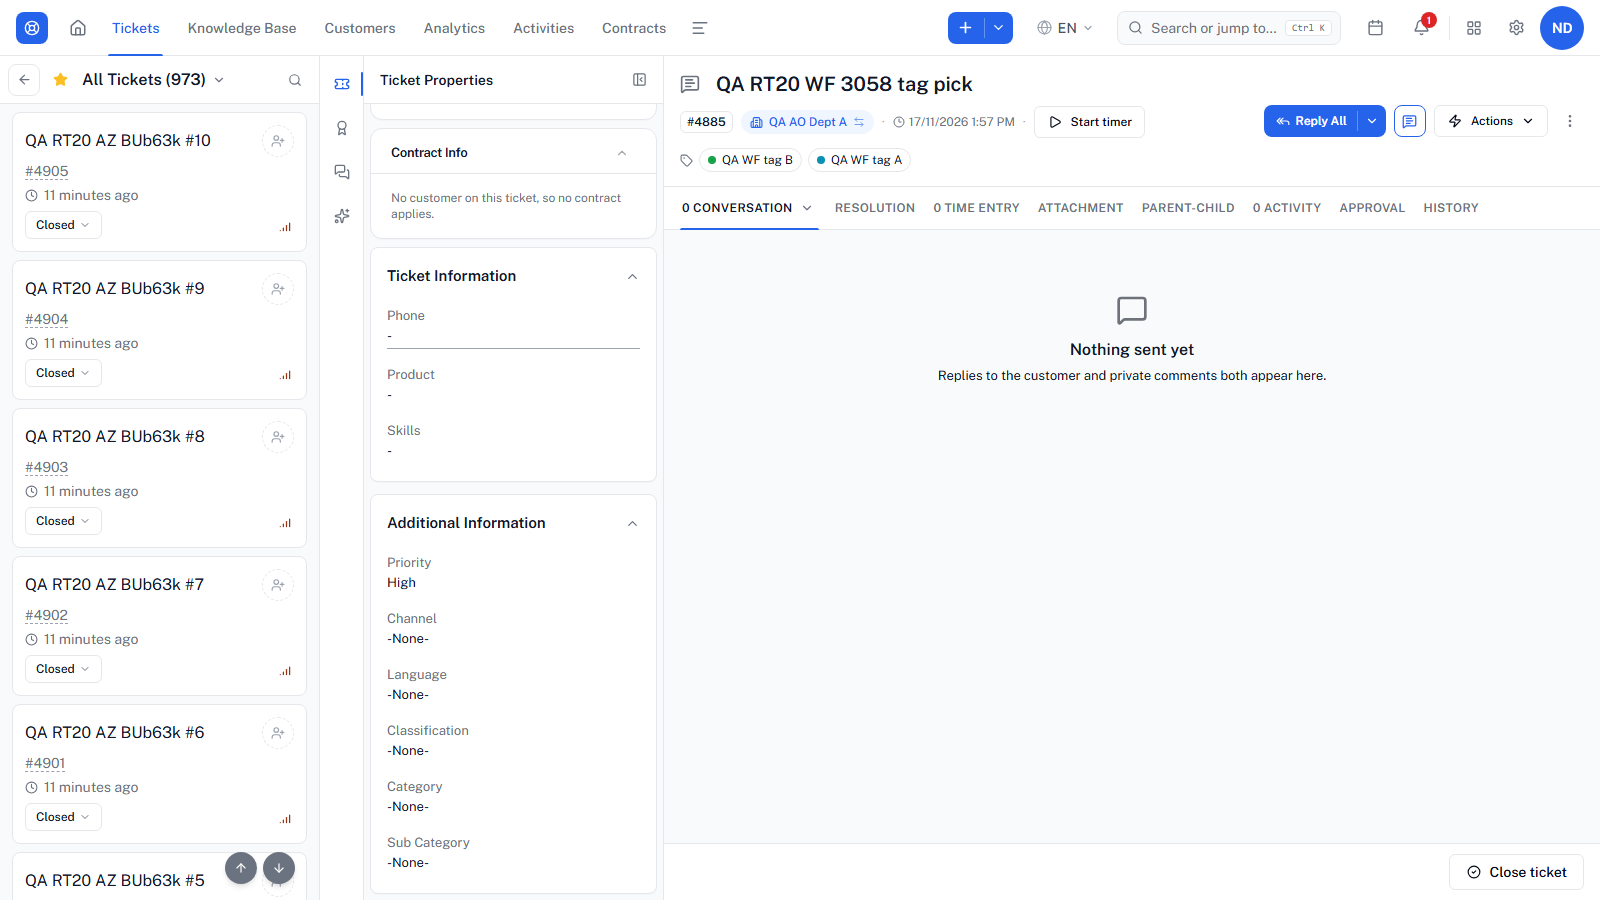 Tickets
Knowledge Base
Customers
Analytics
Activities
Contracts
EN
Search or jump to...
Ctrl K
1
ND
All Tickets (973)
QA RT20 AZ BUb63k #10
#4905
11 minutes ago
Closed
QA RT20 AZ BUb63k #9
#4904
11 minutes ago
Closed
QA RT20 AZ BUb63k #8
#4903
11 minutes ago
Closed
QA RT20 AZ BUb63k #7
#4902
11 minutes ago
Closed
QA RT20 AZ BUb63k #6
#4901
11 minutes ago
Closed
QA RT20 AZ BUb63k #5
Ticket Properties
Contract Info
No customer on this ticket, so no contract
applies.
Ticket Information
Phone
-
Product
-
Skills
-
Additional Information
Priority
High
Channel
-None-
Language
-None-
Classification
-None-
Category
-None-
Sub Category
-None-
QA RT20 WF 3058 tag pick
#4885
QA AO Dept A
· 17/11/2026 1:57 PM ·
Start timer
Reply All
Actions
QA WF tag B
QA WF tag A
0 CONVERSATION
RESOLUTION
0 TIME ENTRY
ATTACHMENT
PARENT-CHILD
0 ACTIVITY
APPROVAL
HISTORY
Nothing sent yet
Replies to the customer and private comments both appear here.
Close ticket